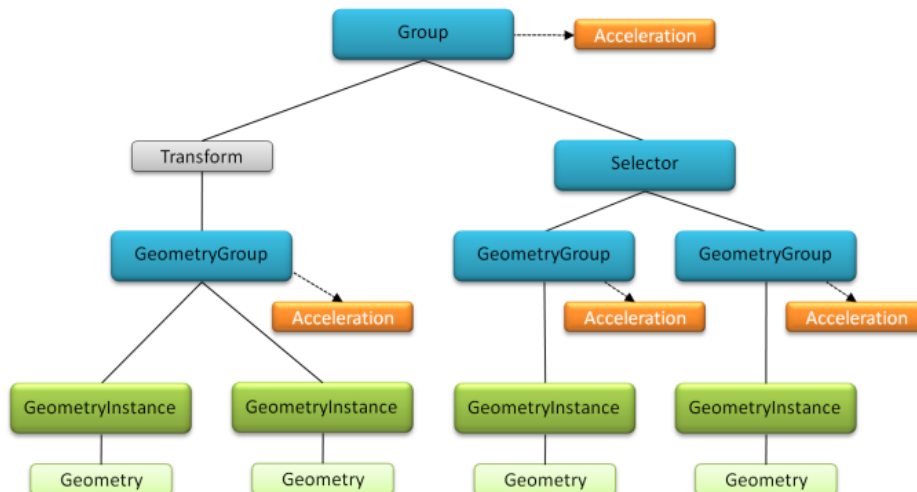 Group
Acceleration
Transform
Selector
GeometryGroup
GeometryGroup
GeometryGroup
Acceleration
Acceleration
Acceleration
GeometryInstance
GeometryInstance
GeometryInstance
GeometryInstance
Geometry
Geometry
Geometry
Geometry